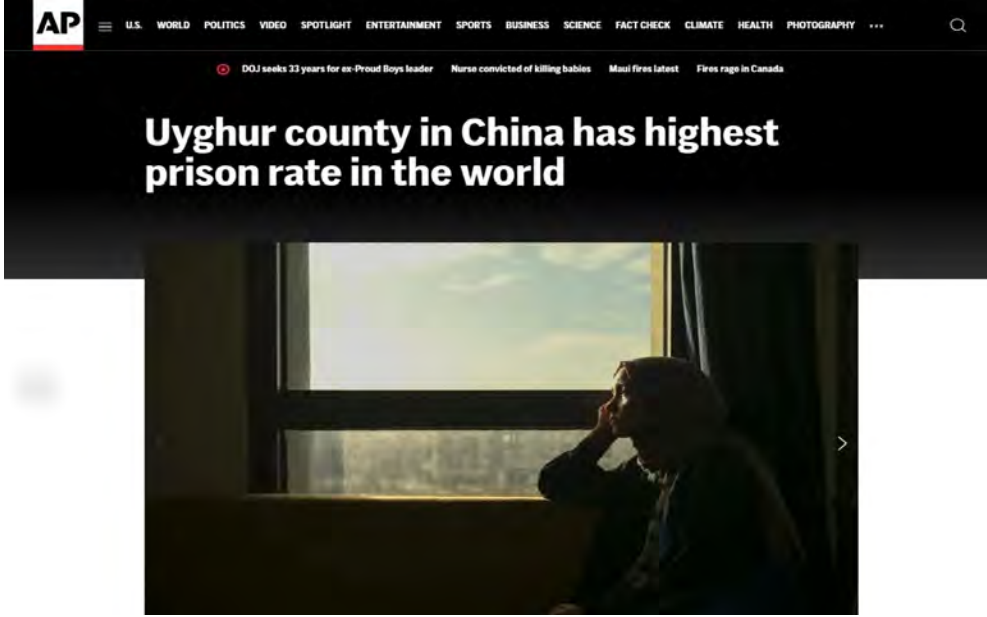 AP U.S. WORLD POLITICS VIDEO SPOTLIGHT ENTERTAINMENT SPORTS BUSINESS SCIENCE FACT CHECK CLIMATE HEALTH PHOTOGRAPHY ...
DOJ seeks 33 years for ex-Proud Boys leader Nurse convicted of killing babies Maui fires latest Fires rage in Canada
Uyghur county in China has highest
prison rate in the world